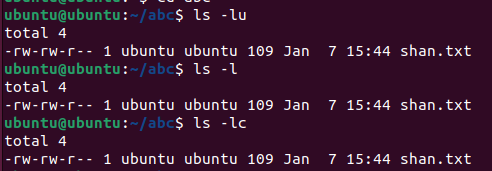 ubuntu@ubuntu:~/abc$ ls -lu
total 4
-rw-rw-r-- 1 ubuntu ubuntu 109 Jan  7 15:44 shan.txt
ubuntu@ubuntu:~/abc$ ls -l
total 4
-rw-rw-r-- 1 ubuntu ubuntu 109 Jan  7 15:44 shan.txt
ubuntu@ubuntu:~/abc$ ls -lc
total 4
-rw-rw-r-- 1 ubuntu ubuntu 109 Jan  7 15:44 shan.txt